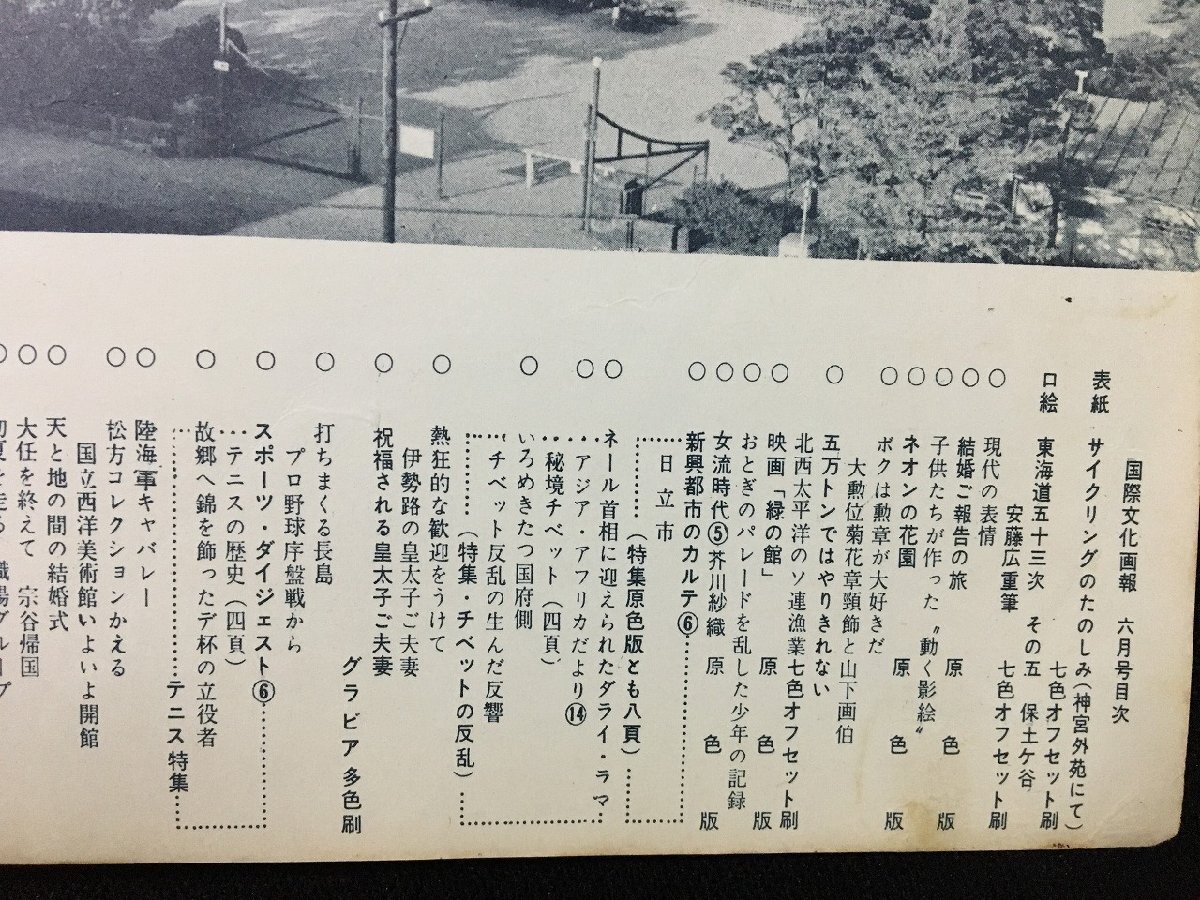 国際文化画報 六月号目次
表紙 サイクリングのたのしみ(神宮外苑にて)
七色オフセット刷
口絵 東海道五十三次 その五 保土ケ谷
安藤広重筆 七色オフセット刷
○現代の表情
○結婚ご報告の旅 原色版
○子供たちが作った〝動く影絵〟
○ネオンの花園 原色版
○ボクは勲章が大好きだ
大勲位菊花章頸飾と山下画伯
○五万トンではやりきれない
北西太平洋のソ連漁業 七色オフセット刷
○映画「緑の館」 原色版
○おとぎのパレードを乱した少年の記録
○女流時代⑤芥川紗織 原色版
○新興都市のカルテ⑥
日立市
(特集原色版とも八頁)
○ネール首相に迎えられたダライ・ラマ
○アジア・アフリカだより⑭
秘境チベット(四頁)
○いろめきたつ国府側
チベット反乱の生んだ反響
(特集・チベットの反乱)
○熱狂的な歓迎をうけて
伊勢路の皇太子ご夫妻
○祝福される皇太子ご夫妻
グラビア多色刷
○打ちまくる長島
プロ野球序盤戦から
○スポーツ・ダイジェスト⑥
テニスの歴史(四頁)
○故郷へ錦を飾ったデ杯の立役者
テニス特集
○陸海軍キャバレー
○松方コレクションかえる
国立西洋美術館いよいよ開館
○天と地の間の結婚式
○大任を終えて 宗谷帰国